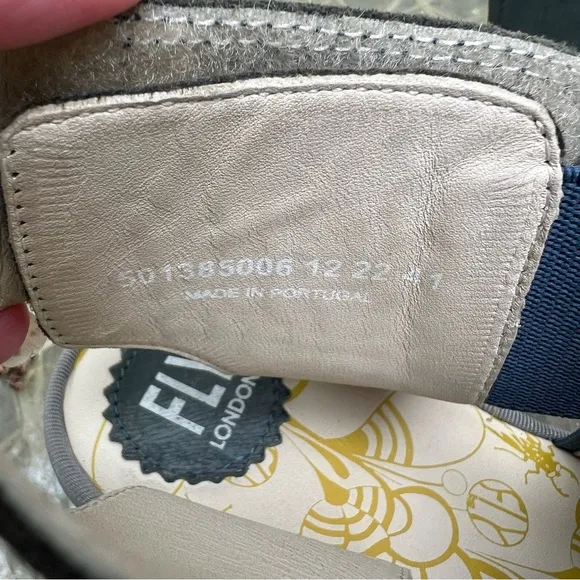 501385006 12 22 41
MADE IN PORTUGAL
FLY
LONDON